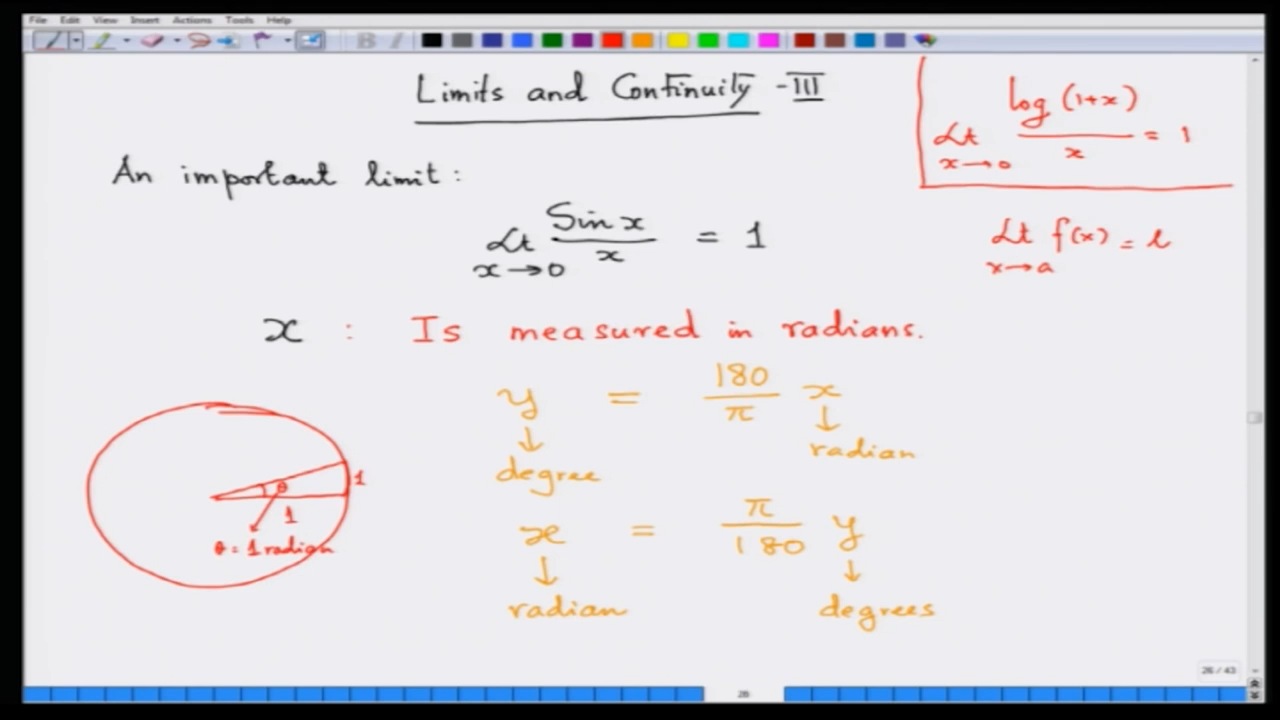 File Edit View Insert Actions Tools Help
Limits and Continuity - III
log (1+x)
Lt ———— = 1
x→0 x
An important limit :
Sin x
Lt ———— = 1
x→0 x
Lt f(x) = l
x→a
x : Is measured in radians.
y = 180/π x
↓ ↓
degree radian
θ 1
1
θ = 1 radian
x = π/180 y
↓ ↓
radian degrees
26 / 43
26